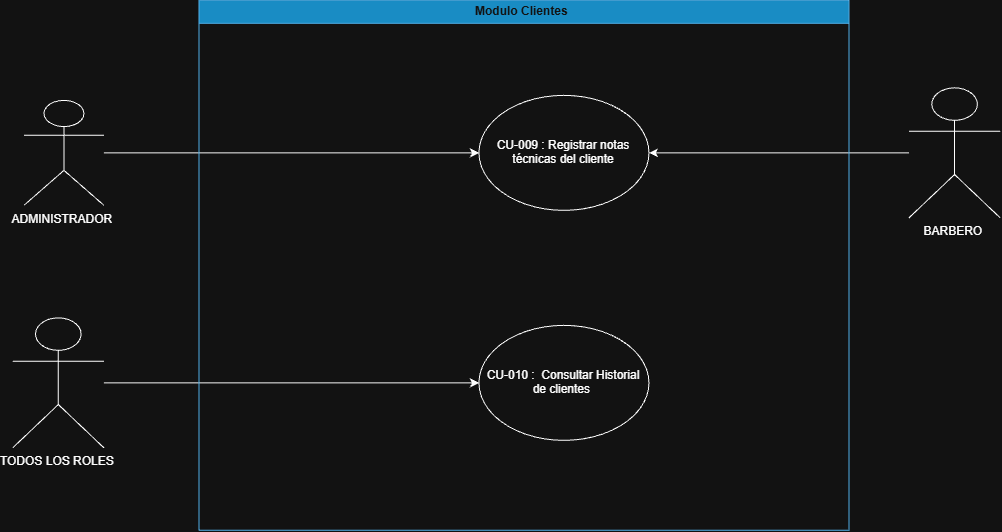 Modulo Clientes
CU-009 : Registrar notas
técnicas del cliente
ADMINISTRADOR
BARBERO
CU-010 :  Consultar Historial
de clientes
TODOS LOS ROLES